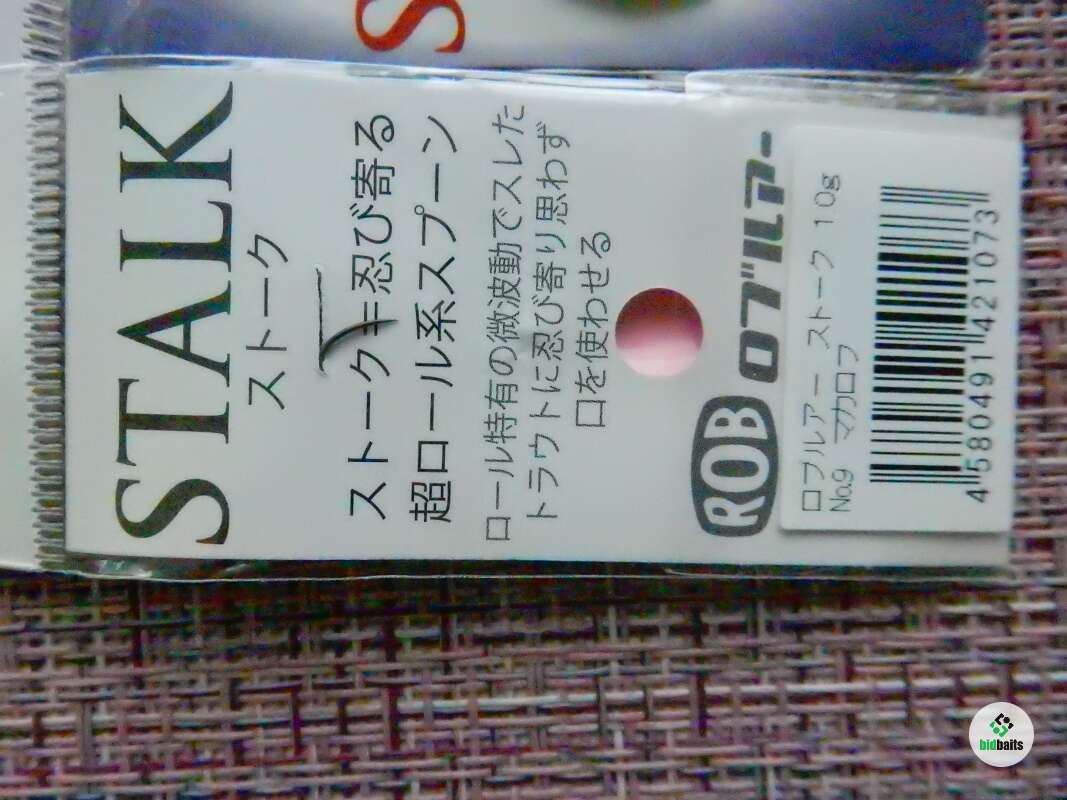 S
STALK
ストーク
ストーク≠忍び寄る
超ロール系スプーン
ロール特有の微波動でスレた
トラウトに忍び寄り思わず
口を使わせる
ROB ロブルアー
ロブルアー ストーク 1.0g
No.9 マカロフ
4580491421073
bidbaits